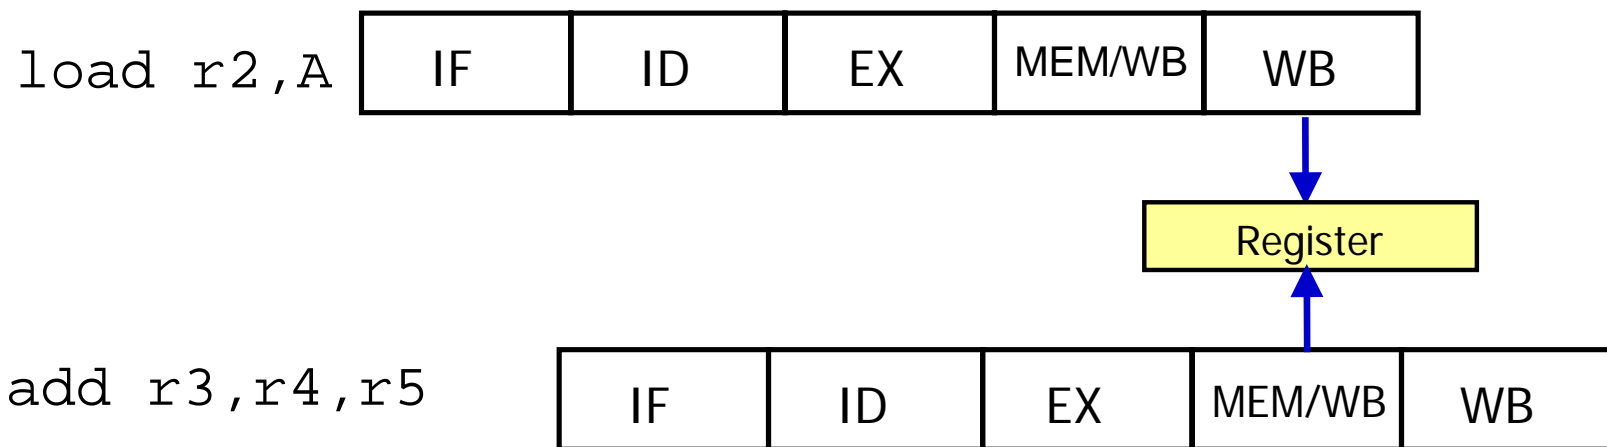 load r2,A IF ID EX MEM/WB WB
Register
add r3,r4,r5 IF ID EX MEM/WB WB